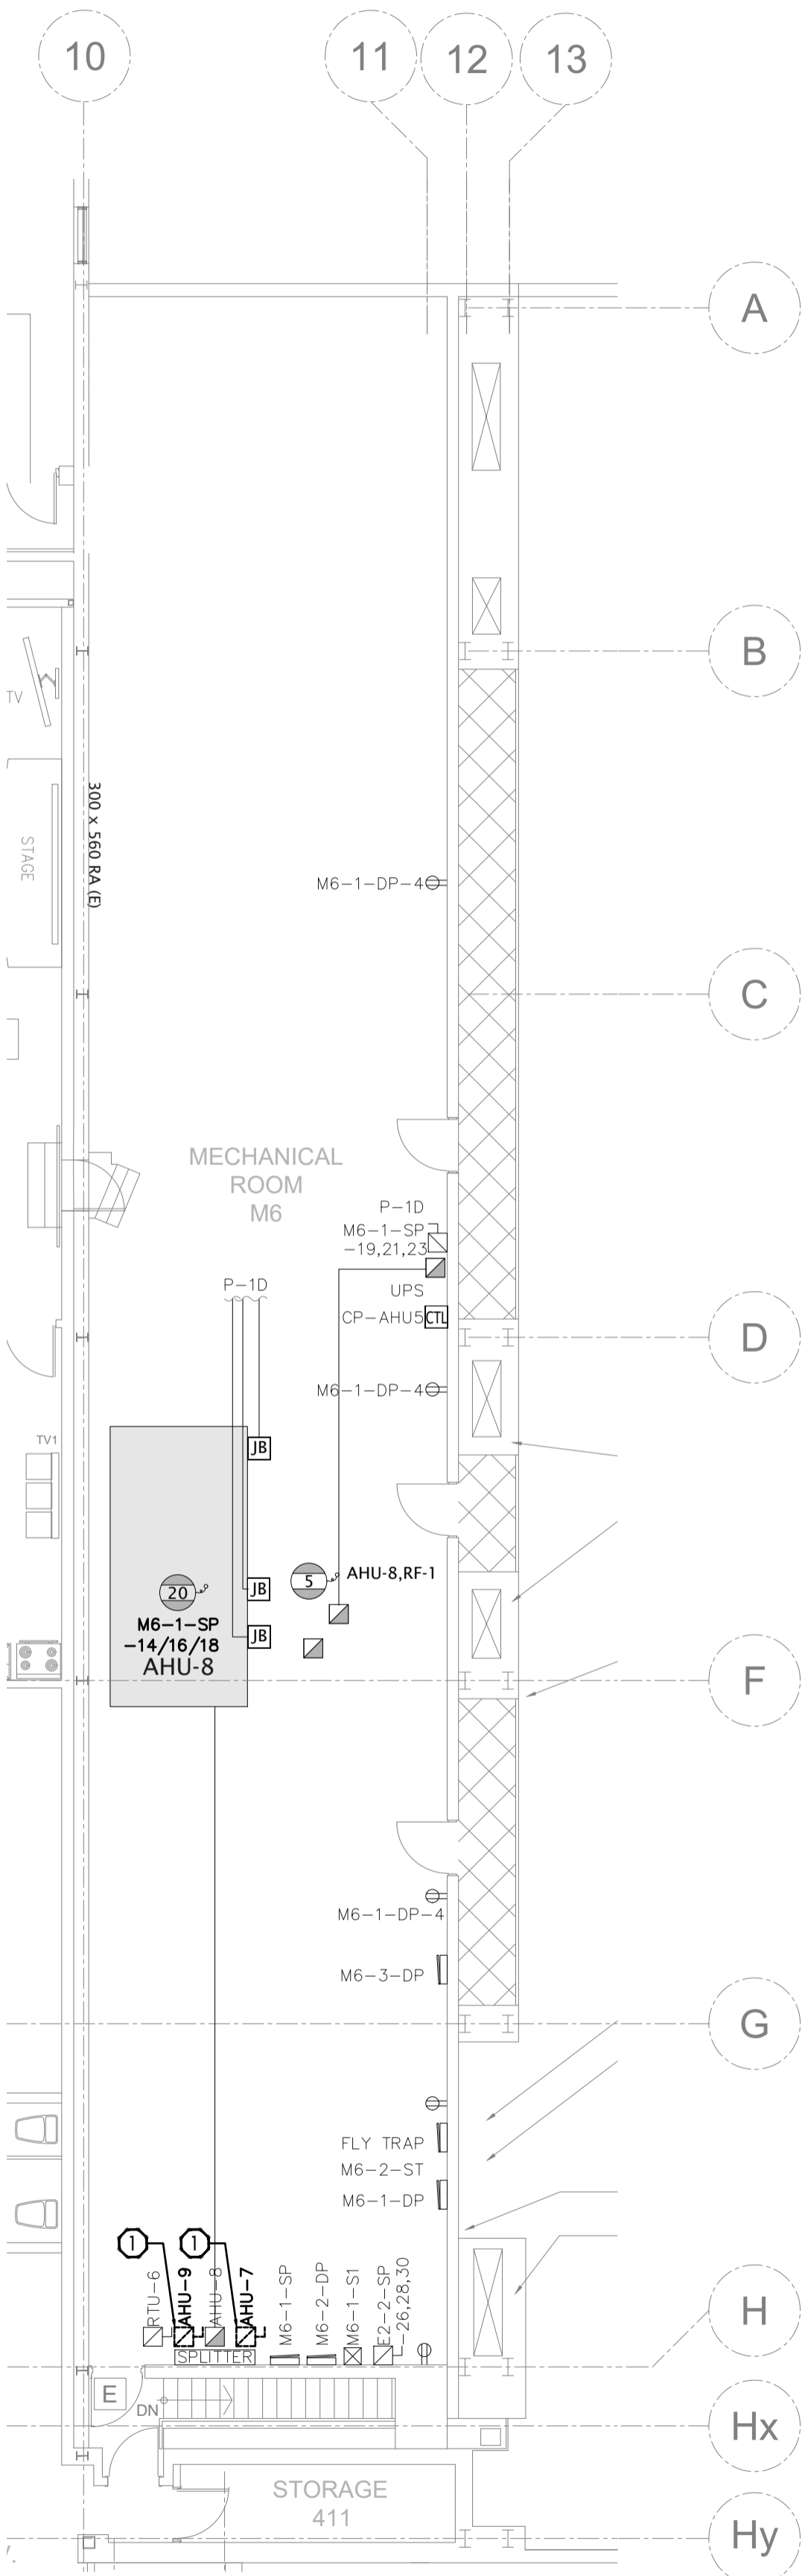 10
11
12
13
A
B
TV
300 x 560 RA (E)
STAGE
M6-1-DP-4
C
MECHANICAL
ROOM
M6
P-1D
M6-1-SP
-19,21,23
P-1D
UPS
CP-AHU5
CTL
D
M6-1-DP-4
TV1
JB
20
JB
5
AHU-8,RF-1
M6-1-SP
-14/16/18
JB
AHU-8
F
M6-1-DP-4
M6-3-DP
G
FLY TRAP
M6-2-ST
M6-1-DP
1
1
RTU-6
AHU-9
AHU-8
AHU-7
M6-1-SP
M6-2-DP
M6-1-S1
E2-2-SP
-26,28,30
SPLITTER
H
E
DN
Hx
STORAGE
411
Hy